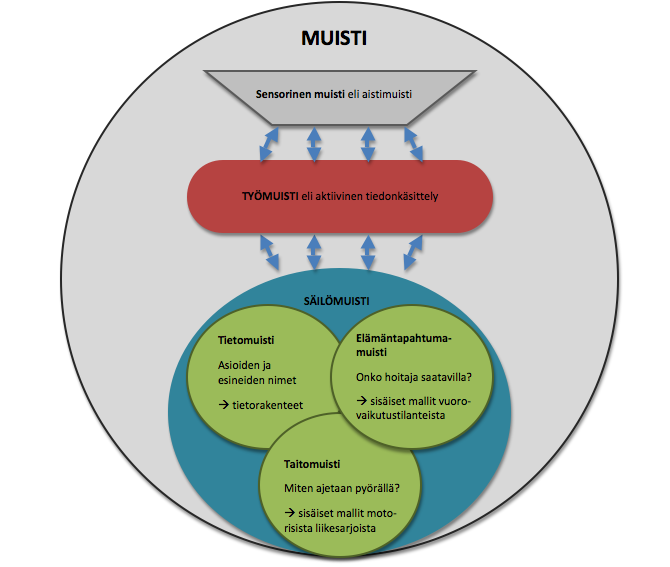 MUISTI
Sensorinen muisti eli aistimuisti
TYÖMUISTI eli aktiivinen tiedonkäsittely
SÄILÖMUISTI
Tietomuisti
Asioiden ja
esineiden nimet
→ tietorakenteet
Elämäntapahtuma-
muisti
Onko hoitaja saatavilla?
→ sisäiset mallit vuoro-
vaikutustilanteista
Taitomuisti
Miten ajetaan pyörällä?
→ sisäiset mallit moto-
risista liikesarjoista